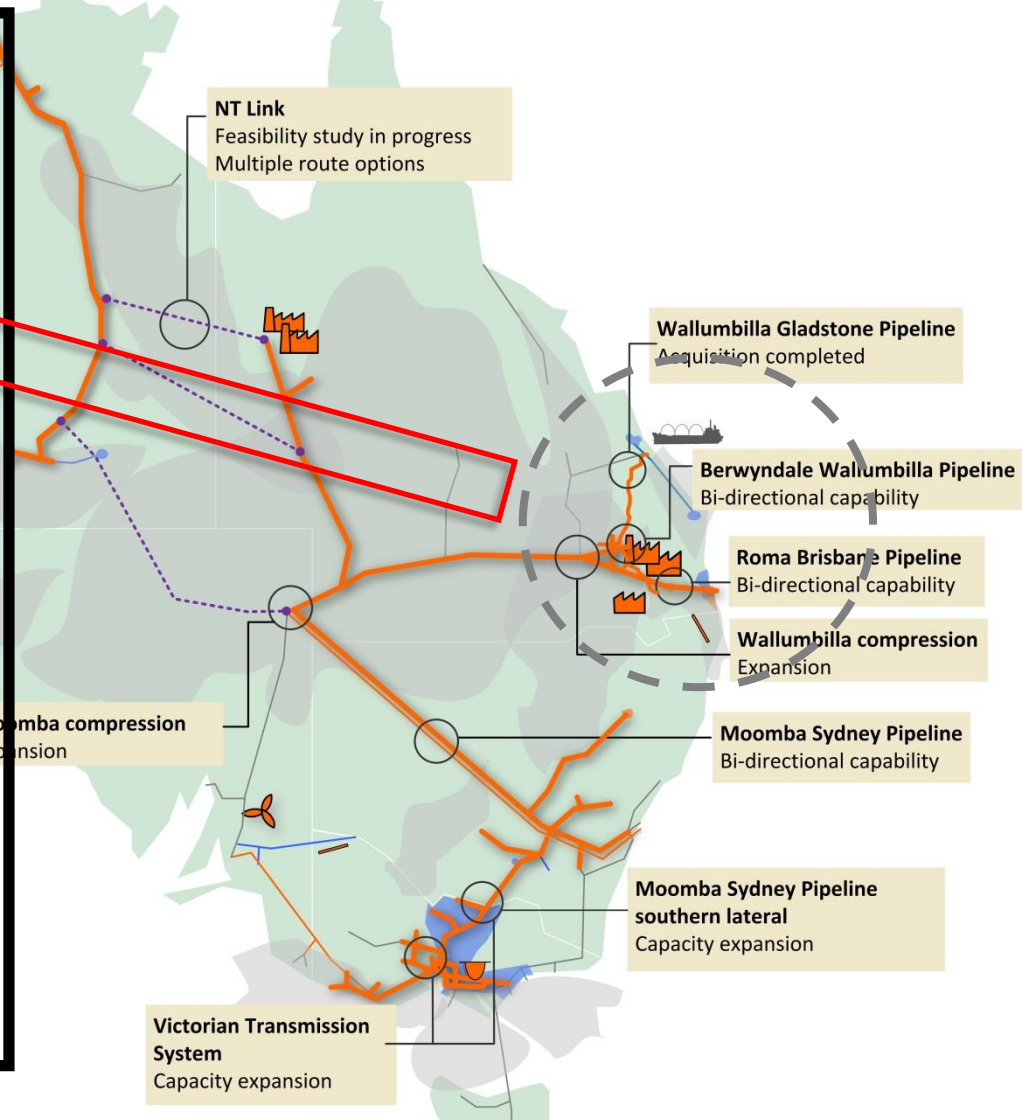 NT Link
Feasibility study in progress
Multiple route options
Wallumbilla Gladstone Pipeline
Acquisition completed
Berwyndale Wallumbilla Pipeline
Bi-directional capability
Roma Brisbane Pipeline
Bi-directional capability
Wallumbilla compression
Expansion
compression
Moomba Sydney Pipeline
Bi-directional capability
Moomba Sydney Pipeline
southern lateral
Capacity expansion
Victorian Transmission
System
Capacity expansion